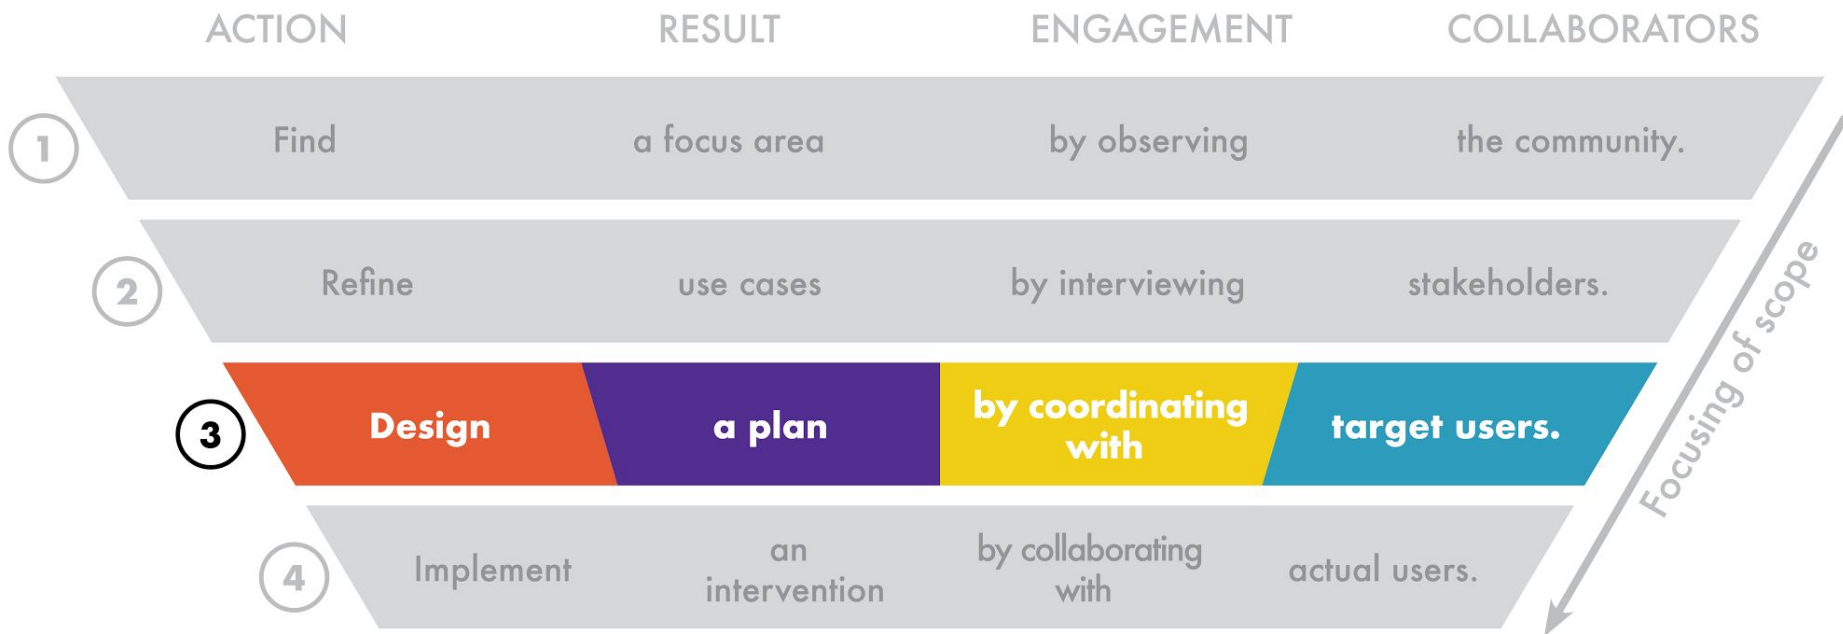 ACTION RESULT ENGAGEMENT COLLABORATORS
1 Find a focus area by observing the community.
2 Refine use cases by interviewing stakeholders.
3 Design a plan by coordinating
with target users.
4 Implement an
intervention by collaborating
with actual users.
Focusing of scope